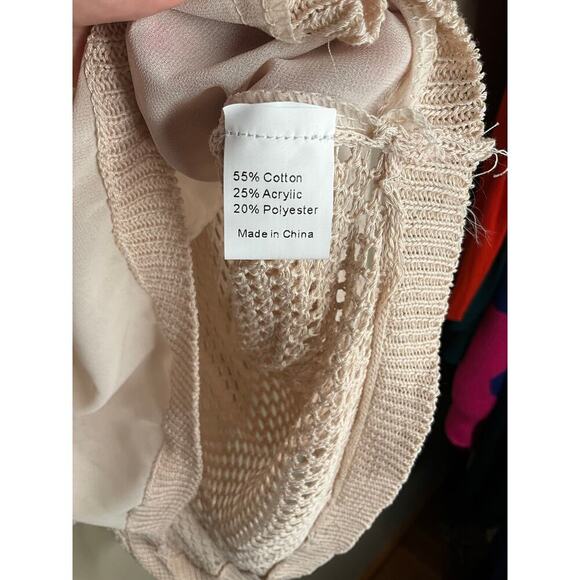 55% Cotton
25% Acrylic
20% Polyester
Made in China